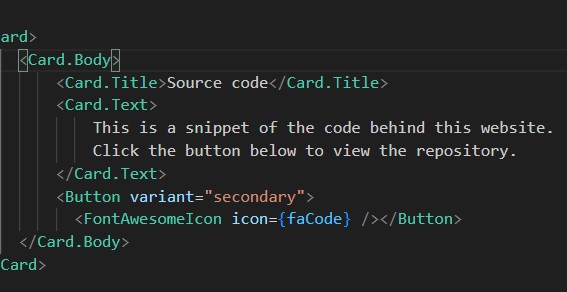 ard>
<Card.Body>
<Card.Title>Source code</Card.Title>
<Card.Text>
This is a snippet of the code behind this website.
Click the button below to view the repository.
</Card.Text>
<Button variant="secondary">
<FontAwesomeIcon icon={faCode} /></Button>
</Card.Body>
Card>